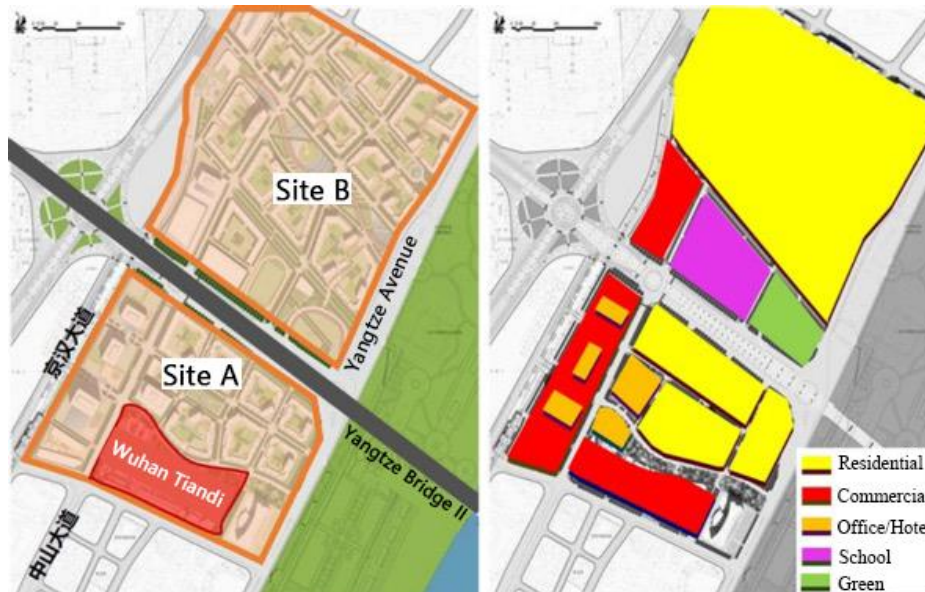 Site B
Yangtze Avenue
京汉大道
Site A
Wuhan Tiandi
Yangtze Bridge II
中山大道
Residential
Commercia
Office/Hote
School
Green